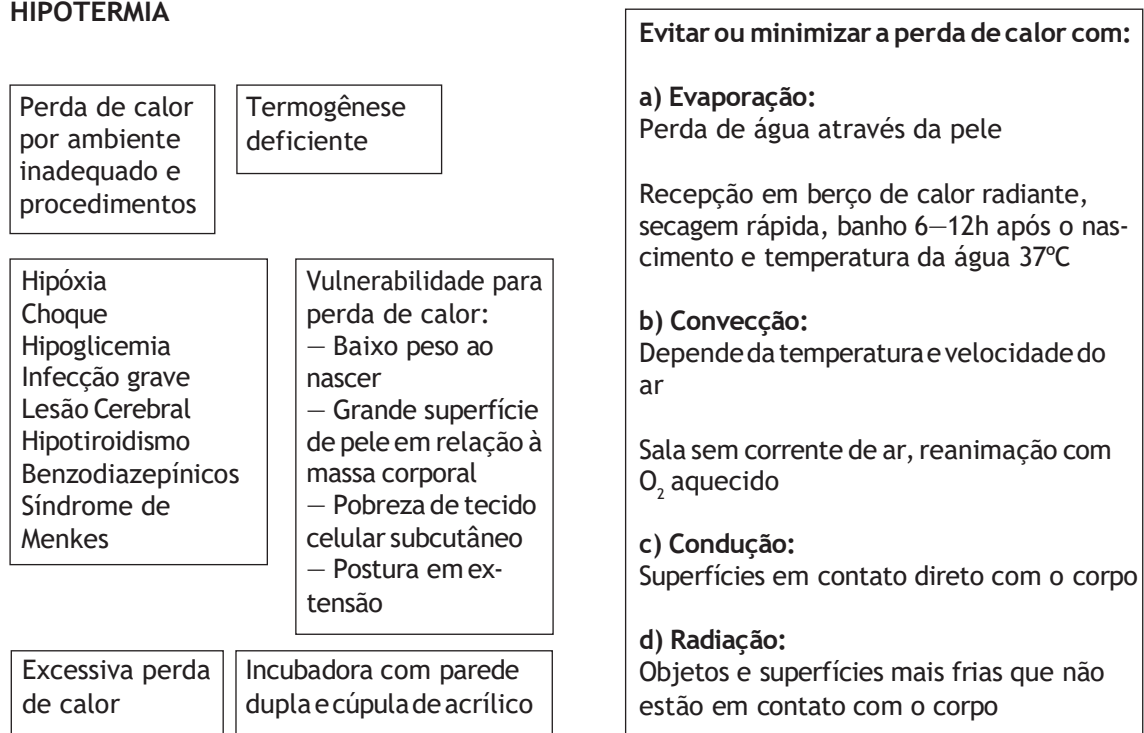 HIPOTERMIA
Perda de calor
por ambiente
inadequado e
procedimentos
Termogênese
deficiente
Hipóxia
Choque
Hipoglicemia
Infecção grave
Lesão Cerebral
Hipotiroidismo
Benzodiazepínicos
Síndrome de
Menkes
Vulnerabilidade para
perda de calor:
— Baixo peso ao
nascer
— Grande superfície
de pele em relação à
massa corporal
— Pobreza de tecido
celular subcutâneo
— Postura em ex-
tensão
Excessiva perda
de calor
Incubadora com parede
dupla e cúpula de acrílico
Evitar ou minimizar a perda de calor com:
a) Evaporação:
Perda de água através da pele
Recepção em berço de calor radiante,
secagem rápida, banho 6—12h após o nas-
cimento e temperatura da água 37ºC
b) Convecção:
Depende da temperatura e velocidade do
ar
Sala sem corrente de ar, reanimação com
O₂ aquecido
c) Condução:
Superfícies em contato direto com o corpo
d) Radiação:
Objetos e superfícies mais frias que não
estão em contato com o corpo